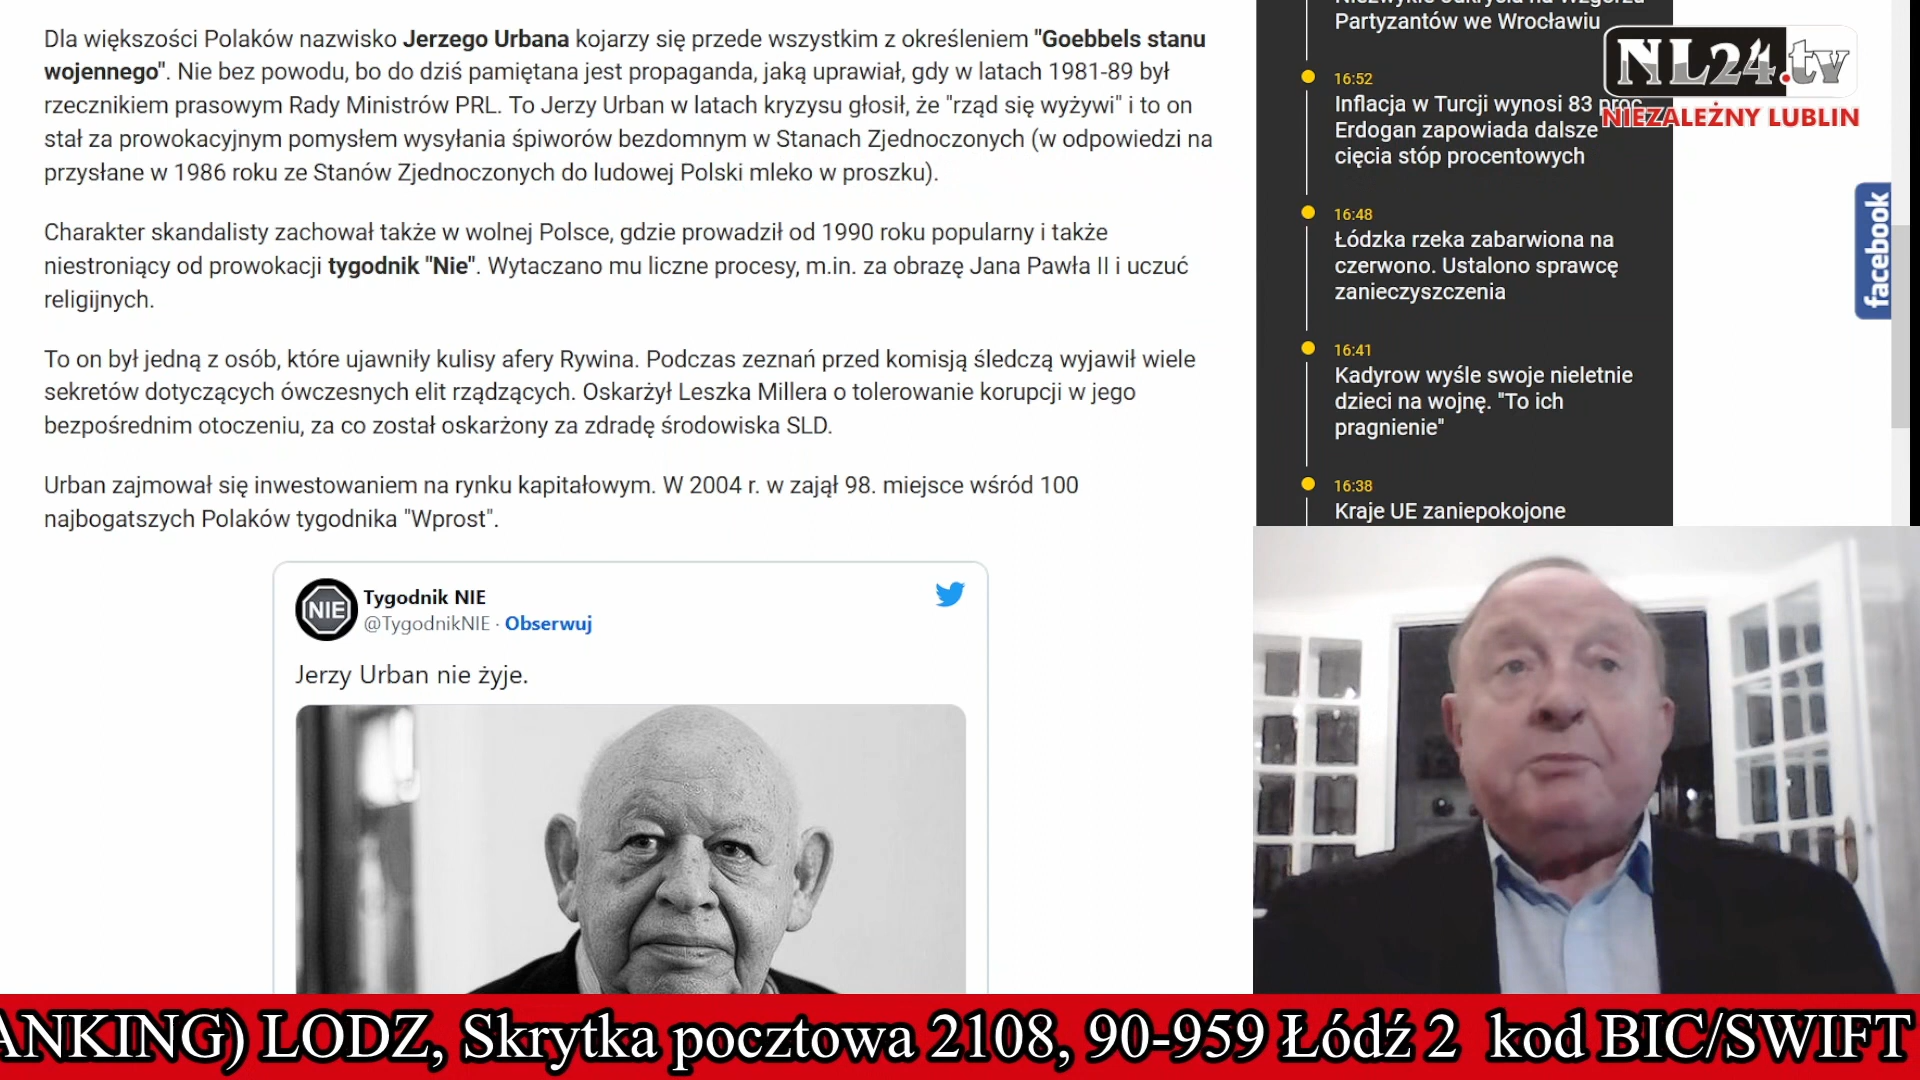 Dla większości Polaków nazwisko Jerzego Urbana kojarzy się przede wszystkim z określeniem "Goebbels stanu
wojennego". Nie bez powodu, bo do dziś pamiętana jest propaganda, jaką uprawiał, gdy w latach 1981-89 był
rzecznikiem prasowym Rady Ministrów PRL. To Jerzy Urban w latach kryzysu głosił, że "rząd się wyżywi" i to on
stał za prowokacyjnym pomysłem wysyłania śpiworów bezdomnym w Stanach Zjednoczonych (w odpowiedzi na
przysłane w 1986 roku ze Stanów Zjednoczonych do ludowej Polski mleko w proszku).
Charakter skandalisty zachował także w wolnej Polsce, gdzie prowadził od 1990 roku popularny i także
niestroniący od prowokacji tygodnik "Nie". Wytaczano mu liczne procesy, m.in. za obrazę Jana Pawła II i uczuć
religijnych.
To on był jedną z osób, które ujawniły kulisy afery Rywina. Podczas zeznań przed komisją śledczą wyjawił wiele
sekretów dotyczących ówczesnych elit rządzących. Oskarżył Leszka Millera o tolerowanie korupcji w jego
bezpośrednim otoczeniu, za co został oskarżony za zdradę środowiska SLD.
Urban zajmował się inwestowaniem na rynku kapitałowym. W 2004 r. w zajął 98. miejsce wśród 100
najbogatszych Polaków tygodnika "Wprost".
NIE
Tygodnik NIE
@TygodnikNIE · Obserwuj
Jerzy Urban nie żyje.
Partyzantów we Wrocławiu
16:52
Inflacja w Turcji wynosi 83 proc.
Erdogan zapowiada dalsze
cięcia stóp procentowych
16:48
Łódzka rzeka zabarwiona na
czerwono. Ustalono sprawcę
zanieczyszczenia
16:41
Kadyrow wyśle swoje nieletnie
dzieci na wojnę. "To ich
pragnienie"
16:38
Kraje UE zaniepokojone
NL24.tv
NIEZALEŻNY LUBLIN
facebook
ANKING) LODZ, Skrytka pocztowa 2108, 90-959 Łódź 2 kod BIC/SWIFT